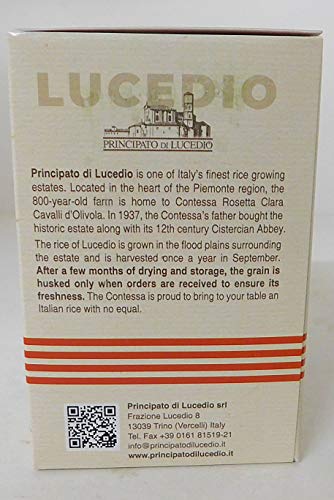 LUCEDIO
PRINCIPATO DI LUCEDIO
Principato di Lucedio is one of Italy's finest rice growing
estates. Located in the heart of the Piemonte region, the
800-year-old farm is home to Contessa Rosetta Clara
Cavalli d'Olivola. In 1937, the Contessa's father bought the
historic estate along with its 12th century Cistercian Abbey.
The rice of Lucedio is grown in the flood plains surrounding
the estate and is harvested once a year in September.
After a few months of drying and storage, the grain is
husked only when orders are received to ensure its
freshness. The Contessa is proud to bring to your table an
Italian rice with no equal.
Principato di Lucedio srl
Frazione Lucedio 8
13039 Trino (Vercelli) Italy
Tel. Fax +39 0161 81519-21
info@principatodilucedio.it
www.principatodilucedio.it